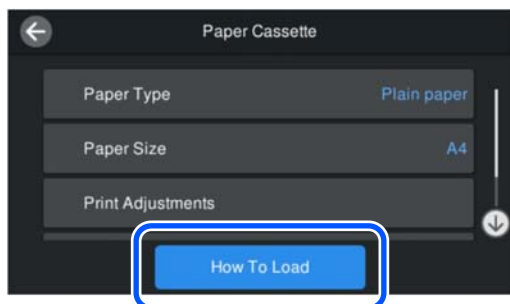 Paper Cassette
Paper Type Plain paper
Paper Size A4
Print Adjustments
How To Load